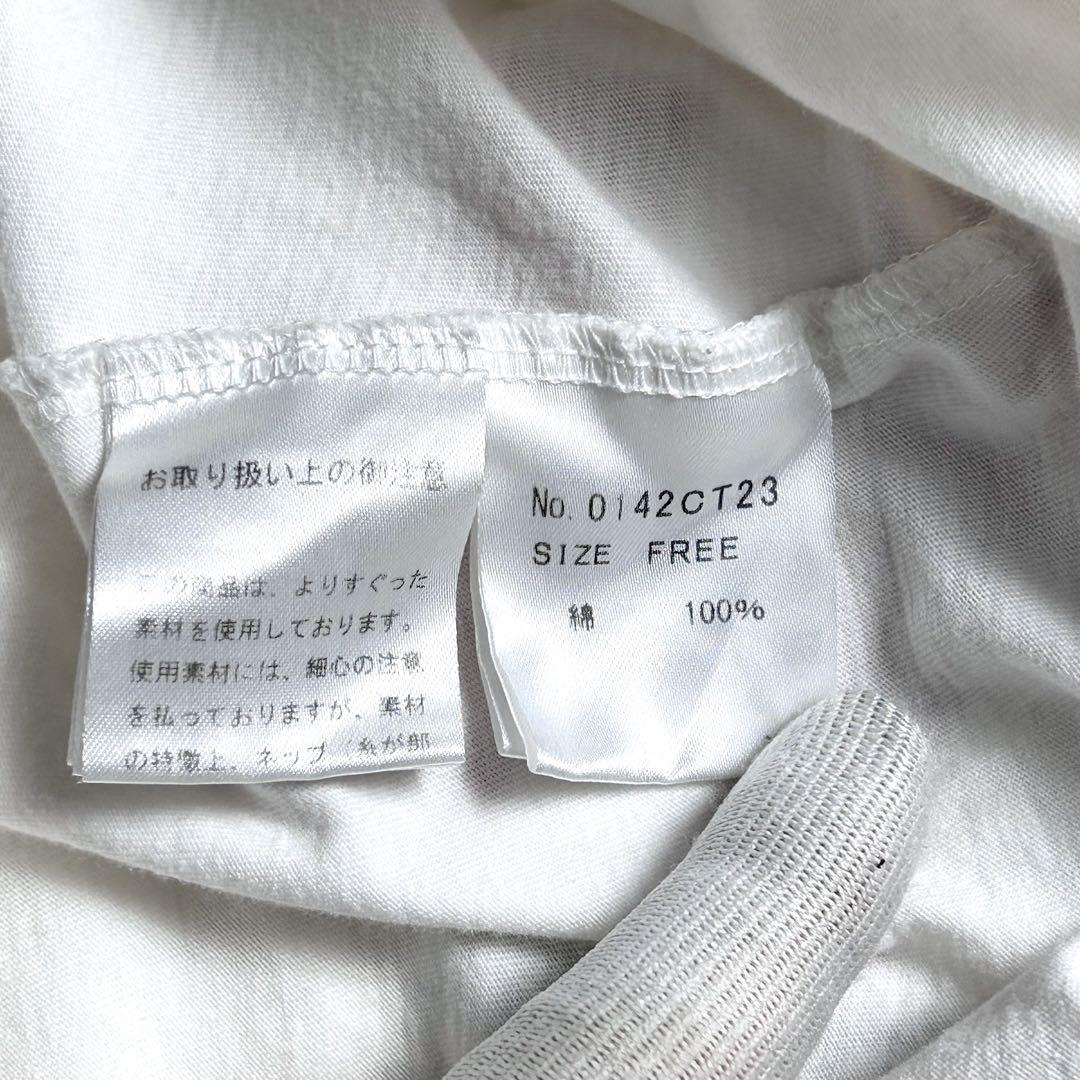 お取り扱い上の御注意
この商品は、よりすぐった
素材を使用しております。
使用素材には、細心の注意
を払っておりますが、素材
の特徴上、ネップ(糸が部
No. 0142CT23
SIZE FREE
綿 100%